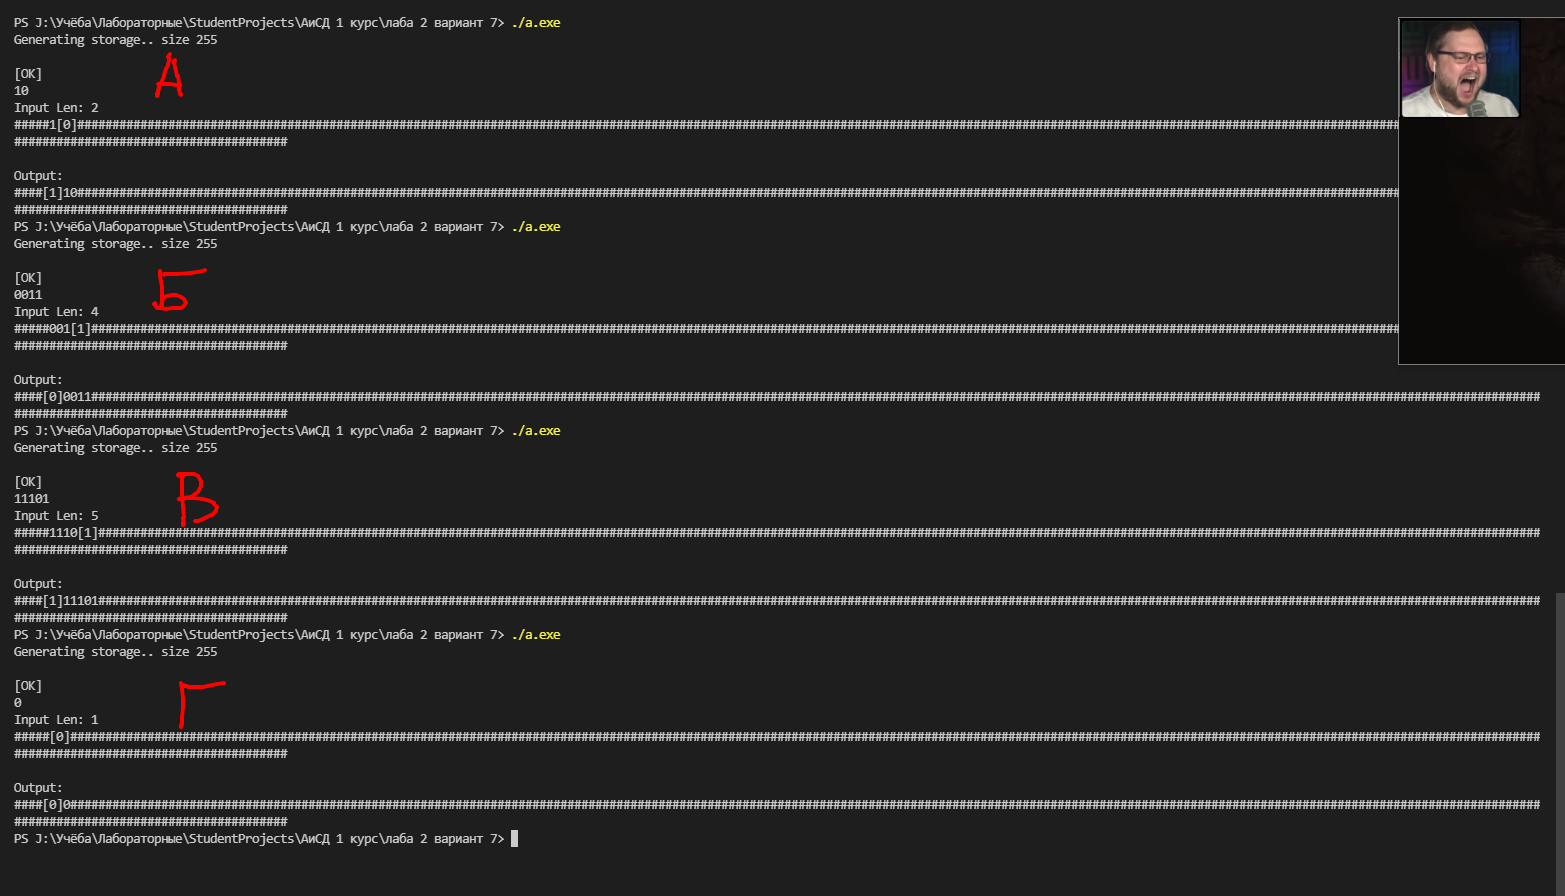 PS J:\Учёба\Лабораторные\StudentProjects\АиСД 1 курс\лаба 2 вариант 7> ./a.exe
Generating storage.. size 255
А
[OK]
10
Input Len: 2
#####1[0]#############################################################################################################################################################################################
#######################################
Output:
####[1]10#############################################################################################################################################################################################
#######################################
PS J:\Учёба\Лабораторные\StudentProjects\АиСД 1 курс\лаба 2 вариант 7> ./a.exe
Generating storage.. size 255
Б
[OK]
0011
Input Len: 4
#####001[1]###########################################################################################################################################################################################
#######################################
Output:
####[0]0011###############################################################################################################################################################################################################
#######################################
PS J:\Учёба\Лабораторные\StudentProjects\АиСД 1 курс\лаба 2 вариант 7> ./a.exe
Generating storage.. size 255
В
[OK]
11101
Input Len: 5
#####1110[1]##############################################################################################################################################################################################################
#######################################
Output:
####[1]11101##############################################################################################################################################################################################################
#######################################
PS J:\Учёба\Лабораторные\StudentProjects\АиСД 1 курс\лаба 2 вариант 7> ./a.exe
Generating storage.. size 255
Г
[OK]
0
Input Len: 1
#####[0]##################################################################################################################################################################################################################
#######################################
Output:
####[0]0##################################################################################################################################################################################################################
#######################################
PS J:\Учёба\Лабораторные\StudentProjects\АиСД 1 курс\лаба 2 вариант 7>